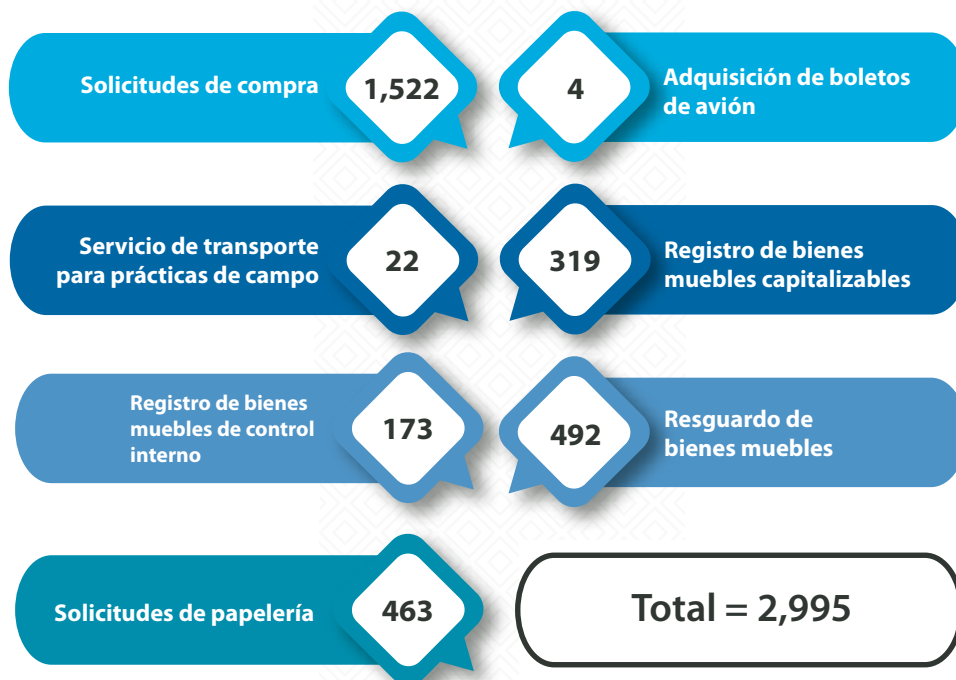 Solicitudes de compra
1,522
4
Adquisición de boletos
de avión
Servicio de transporte
para prácticas de campo
22
319
Registro de bienes
muebles capitalizables
Registro de bienes
muebles de control
interno
173
492
Resguardo de
bienes muebles
Solicitudes de papelería
463
Total = 2,995